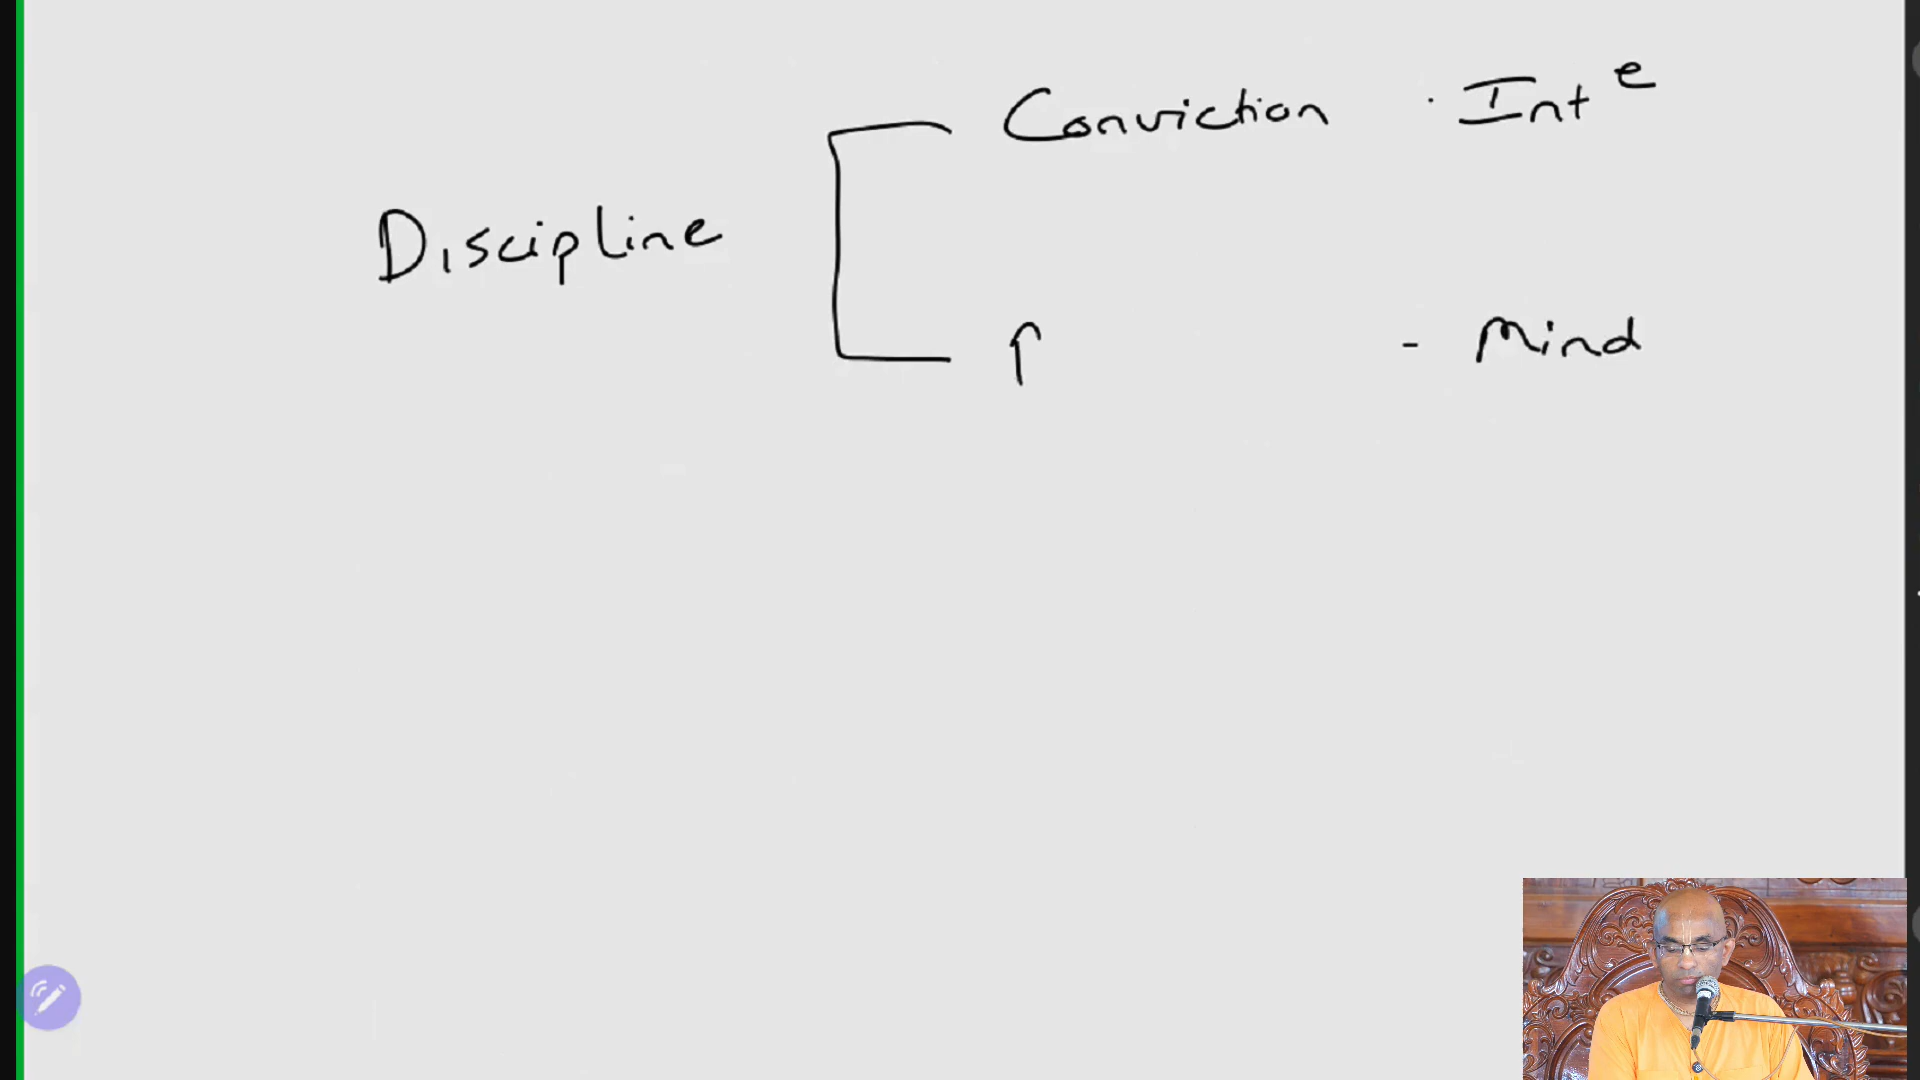 Conviction · Int e
Discipline
- Mind